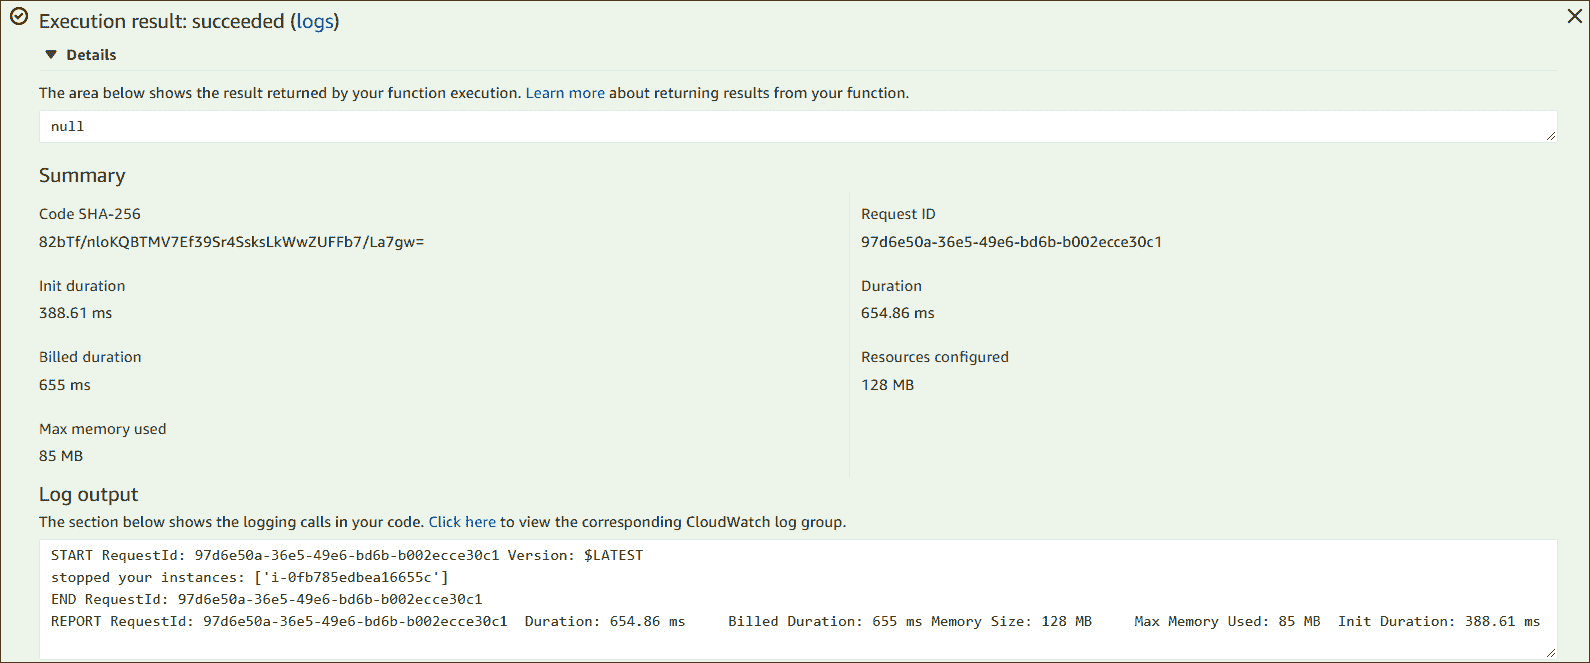 Execution result: succeeded (logs)
Details
The area below shows the result returned by your function execution. Learn more about returning results from your function.
null
Summary
Code SHA-256
82bTf/nloKQBTMV7Ef39Sr4SsksLkWwZUFFb7/La7gw=
Request ID
97d6e50a-36e5-49e6-bd6b-b002ecce30c1
Init duration
388.61 ms
Duration
654.86 ms
Billed duration
655 ms
Resources configured
128 MB
Max memory used
85 MB
Log output
The section below shows the logging calls in your code. Click here to view the corresponding CloudWatch log group.
START RequestId: 97d6e50a-36e5-49e6-bd6b-b002ecce30c1 Version: $LATEST
stopped your instances: ['i-0fb785edbea16655c']
END RequestId: 97d6e50a-36e5-49e6-bd6b-b002ecce30c1
REPORT RequestId: 97d6e50a-36e5-49e6-bd6b-b002ecce30c1  Duration: 654.86 ms     Billed Duration: 655 ms Memory Size: 128 MB     Max Memory Used: 85 MB  Init Duration: 388.61 ms